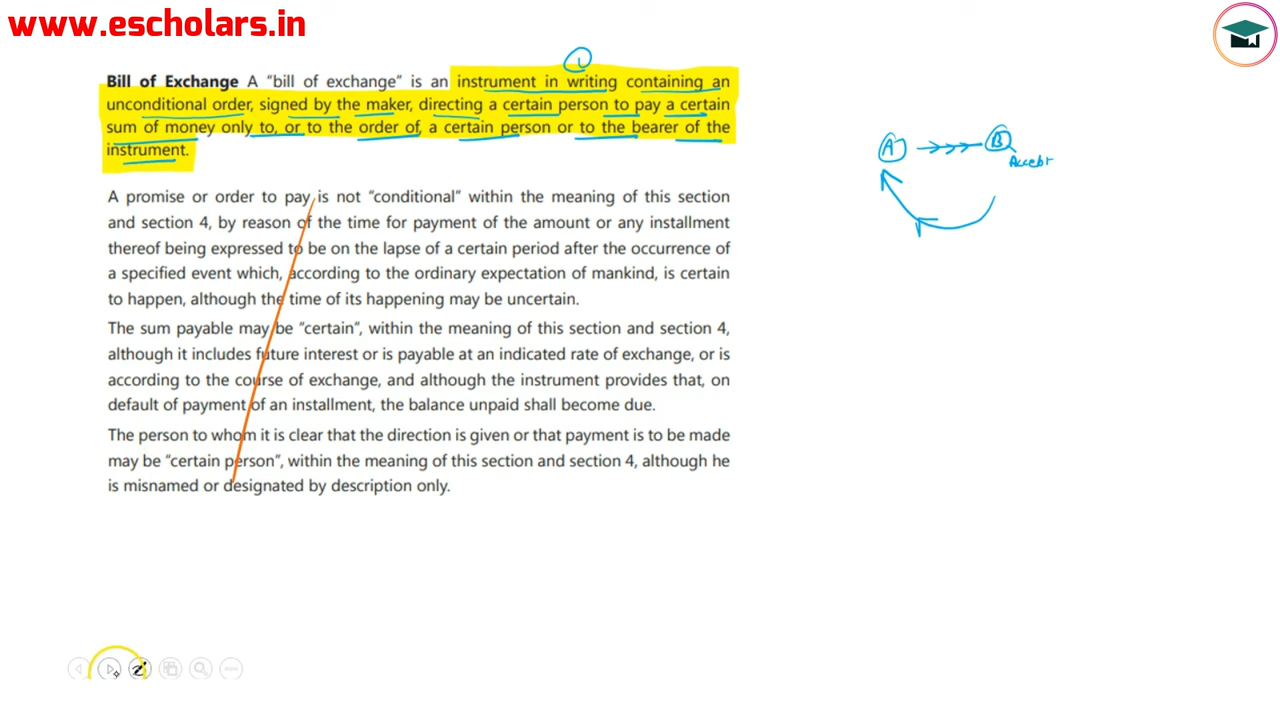 www.escholars.in
1
Bill of Exchange A “bill of exchange” is an instrument in writing containing an
unconditional order, signed by the maker, directing a certain person to pay a certain
sum of money only to, or to the order of, a certain person or to the bearer of the
instrument.
A
B
Accept
A promise or order to pay is not “conditional” within the meaning of this section
and section 4, by reason of the time for payment of the amount or any installment
thereof being expressed to be on the lapse of a certain period after the occurrence of
a specified event which, according to the ordinary expectation of mankind, is certain
to happen, although the time of its happening may be uncertain.
The sum payable may be “certain”, within the meaning of this section and section 4,
although it includes future interest or is payable at an indicated rate of exchange, or is
according to the course of exchange, and although the instrument provides that, on
default of payment of an installment, the balance unpaid shall become due.
The person to whom it is clear that the direction is given or that payment is to be made
may be “certain person”, within the meaning of this section and section 4, although he
is misnamed or designated by description only.